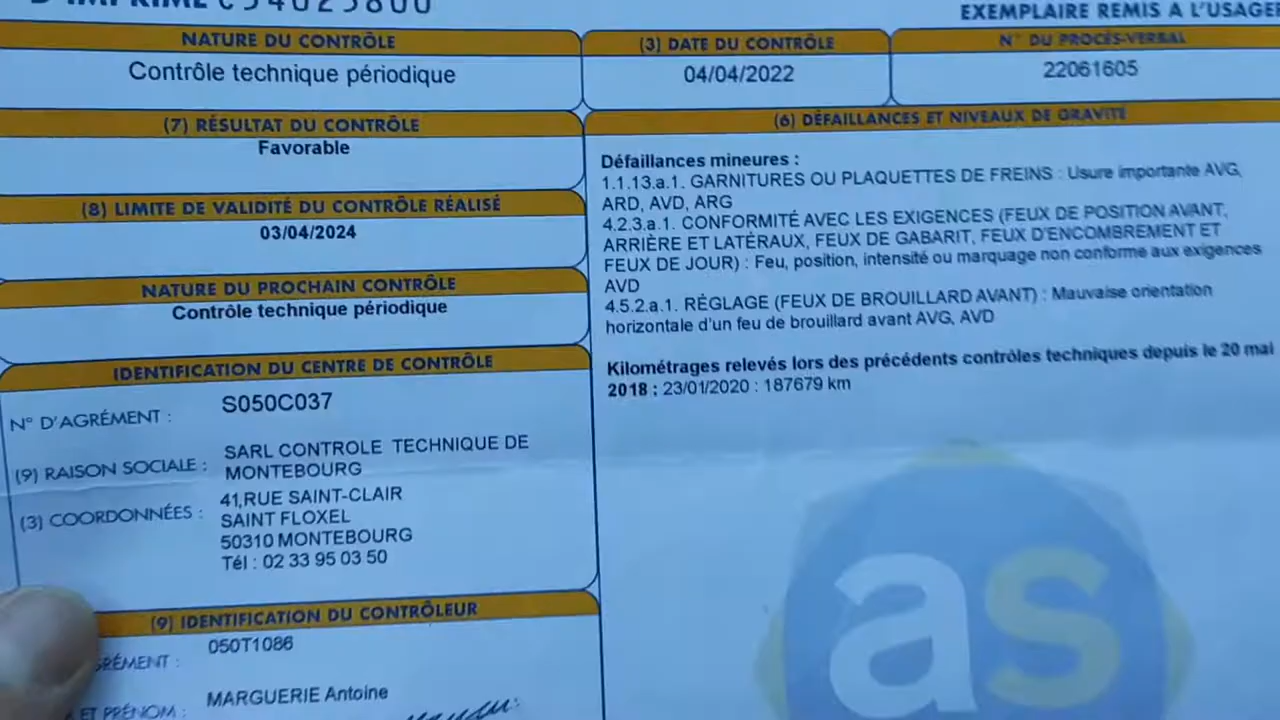 D'IMPRIMÉ C54025800
EXEMPLAIRE REMIS A L'USAGER
NATURE DU CONTRÔLE
Contrôle technique périodique
(3) DATE DU CONTRÔLE
04/04/2022
N° DU PROCÈS-VERBAL
22061605
(7) RÉSULTAT DU CONTRÔLE
Favorable
(8) LIMITE DE VALIDITÉ DU CONTRÔLE RÉALISÉ
03/04/2024
NATURE DU PROCHAIN CONTRÔLE
Contrôle technique périodique
IDENTIFICATION DU CENTRE DE CONTRÔLE
N° D'AGRÉMENT : S050C037
(9) RAISON SOCIALE : SARL CONTROLE TECHNIQUE DE
MONTEBOURG
(3) COORDONNÉES : 41,RUE SAINT-CLAIR
SAINT FLOXEL
50310 MONTEBOURG
Tél : 02 33 95 03 50
(9) IDENTIFICATION DU CONTRÔLEUR
GRÉMENT : 050T1086
ET PRÉNOM : MARGUERIE Antoine
(6) DÉFAILLANCES ET NIVEAUX DE GRAVITÉ
Défaillances mineures :
1.1.13.a.1. GARNITURES OU PLAQUETTES DE FREINS : Usure importante AVG,
ARD, AVD, ARG
4.2.3.a.1. CONFORMITÉ AVEC LES EXIGENCES (FEUX DE POSITION AVANT,
ARRIÈRE ET LATÉRAUX, FEUX DE GABARIT, FEUX D'ENCOMBREMENT ET
FEUX DE JOUR) : Feu, position, intensité ou marquage non conforme aux exigences
AVD
4.5.2.a.1. RÉGLAGE (FEUX DE BROUILLARD AVANT) : Mauvaise orientation
horizontale d'un feu de brouillard avant AVG, AVD
Kilométrages relevés lors des précédents contrôles techniques depuis le 20 mai
2018 : 23/01/2020 : 187679 km
as